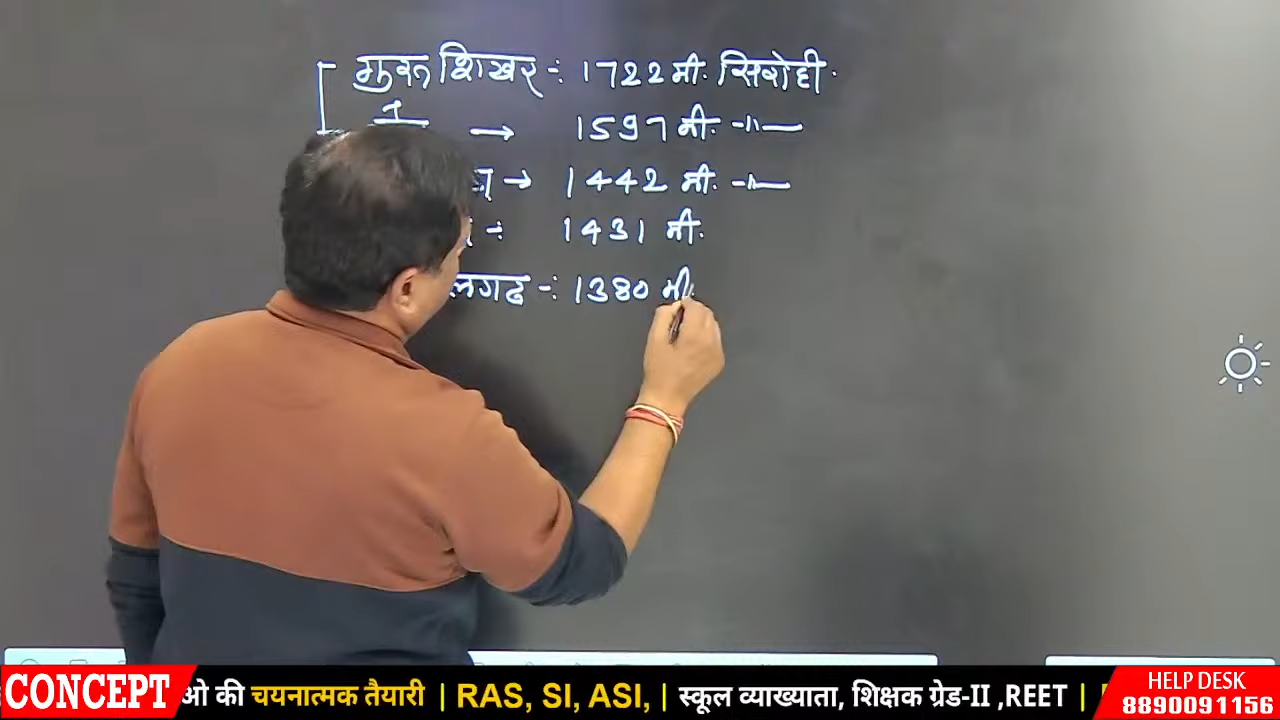 गुरु शिखर -: 1722 मी. सिरोही.
→ 1597 मी. -"-
→ 1442 मी. -"-
-: 1431 मी.
लगढ -: 1380 मी.
CONCEPT
ओ की चयनात्मक तैयारी | RAS, SI, ASI, | स्कूल व्याख्याता, शिक्षक ग्रेड-II ,REET |
HELP DESK
8890091156